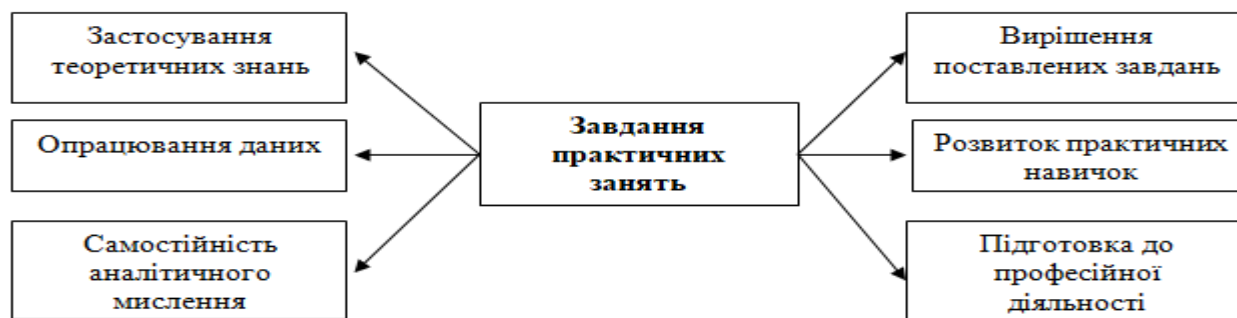 Застосування
теоретичних знань
Опрацювання даних
Самостійність
аналітичного
мислення
Завдання
практичних
занять
Вирішення
поставлених завдань
Розвиток практичних
навичок
Підготовка до
професійної
діяльності